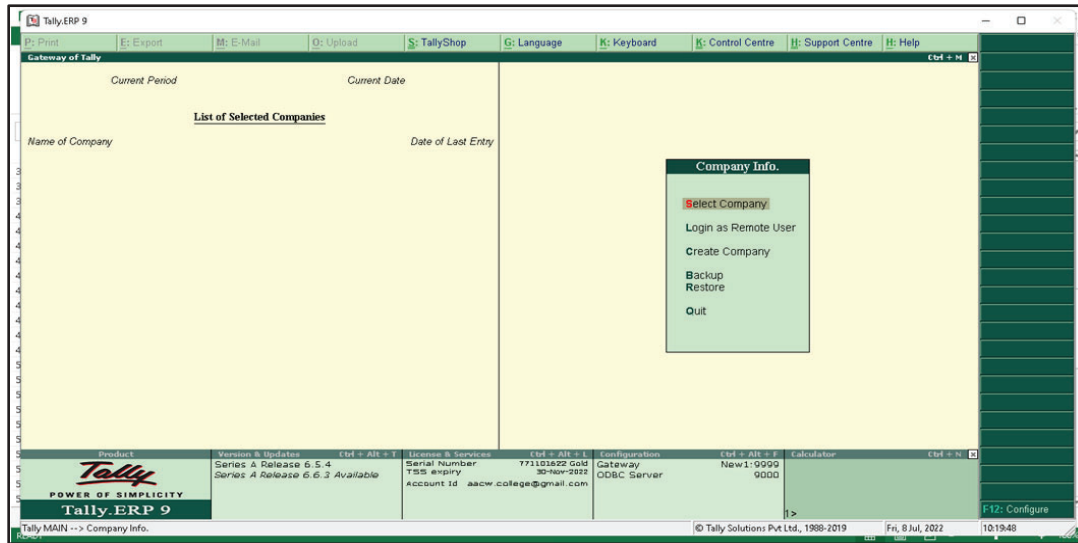 Tally.ERP 9
P: Print E: Export M: E-Mail O: Upload S: TallyShop G: Language K: Keyboard K: Control Centre H: Support Centre H: Help
Gateway of Tally Ctrl + M
Current Period Current Date
List of Selected Companies
Name of Company Date of Last Entry
Company Info.
Select Company
Login as Remote User
Create Company
Backup
Restore
Quit
Product Version & Updates Ctrl + Alt + T License & Services Ctrl + Alt + L Configuration Ctrl + Alt + F Calculator Ctrl + N
Tally
POWER OF SIMPLICITY
Tally.ERP 9
Series A Release 6.5.4
Series A Release 6.6.3 Available
Serial Number 771101622 Gold
TSS expiry 30-Nov-2022
Account Id aacw.college@gmail.com
Gateway New1:9999
ODBC Server 9000
1>
F12: Configure
Tally MAIN --> Company Info. © Tally Solutions Pvt Ltd., 1988-2019 Fri, 8 Jul, 2022 10:19:48